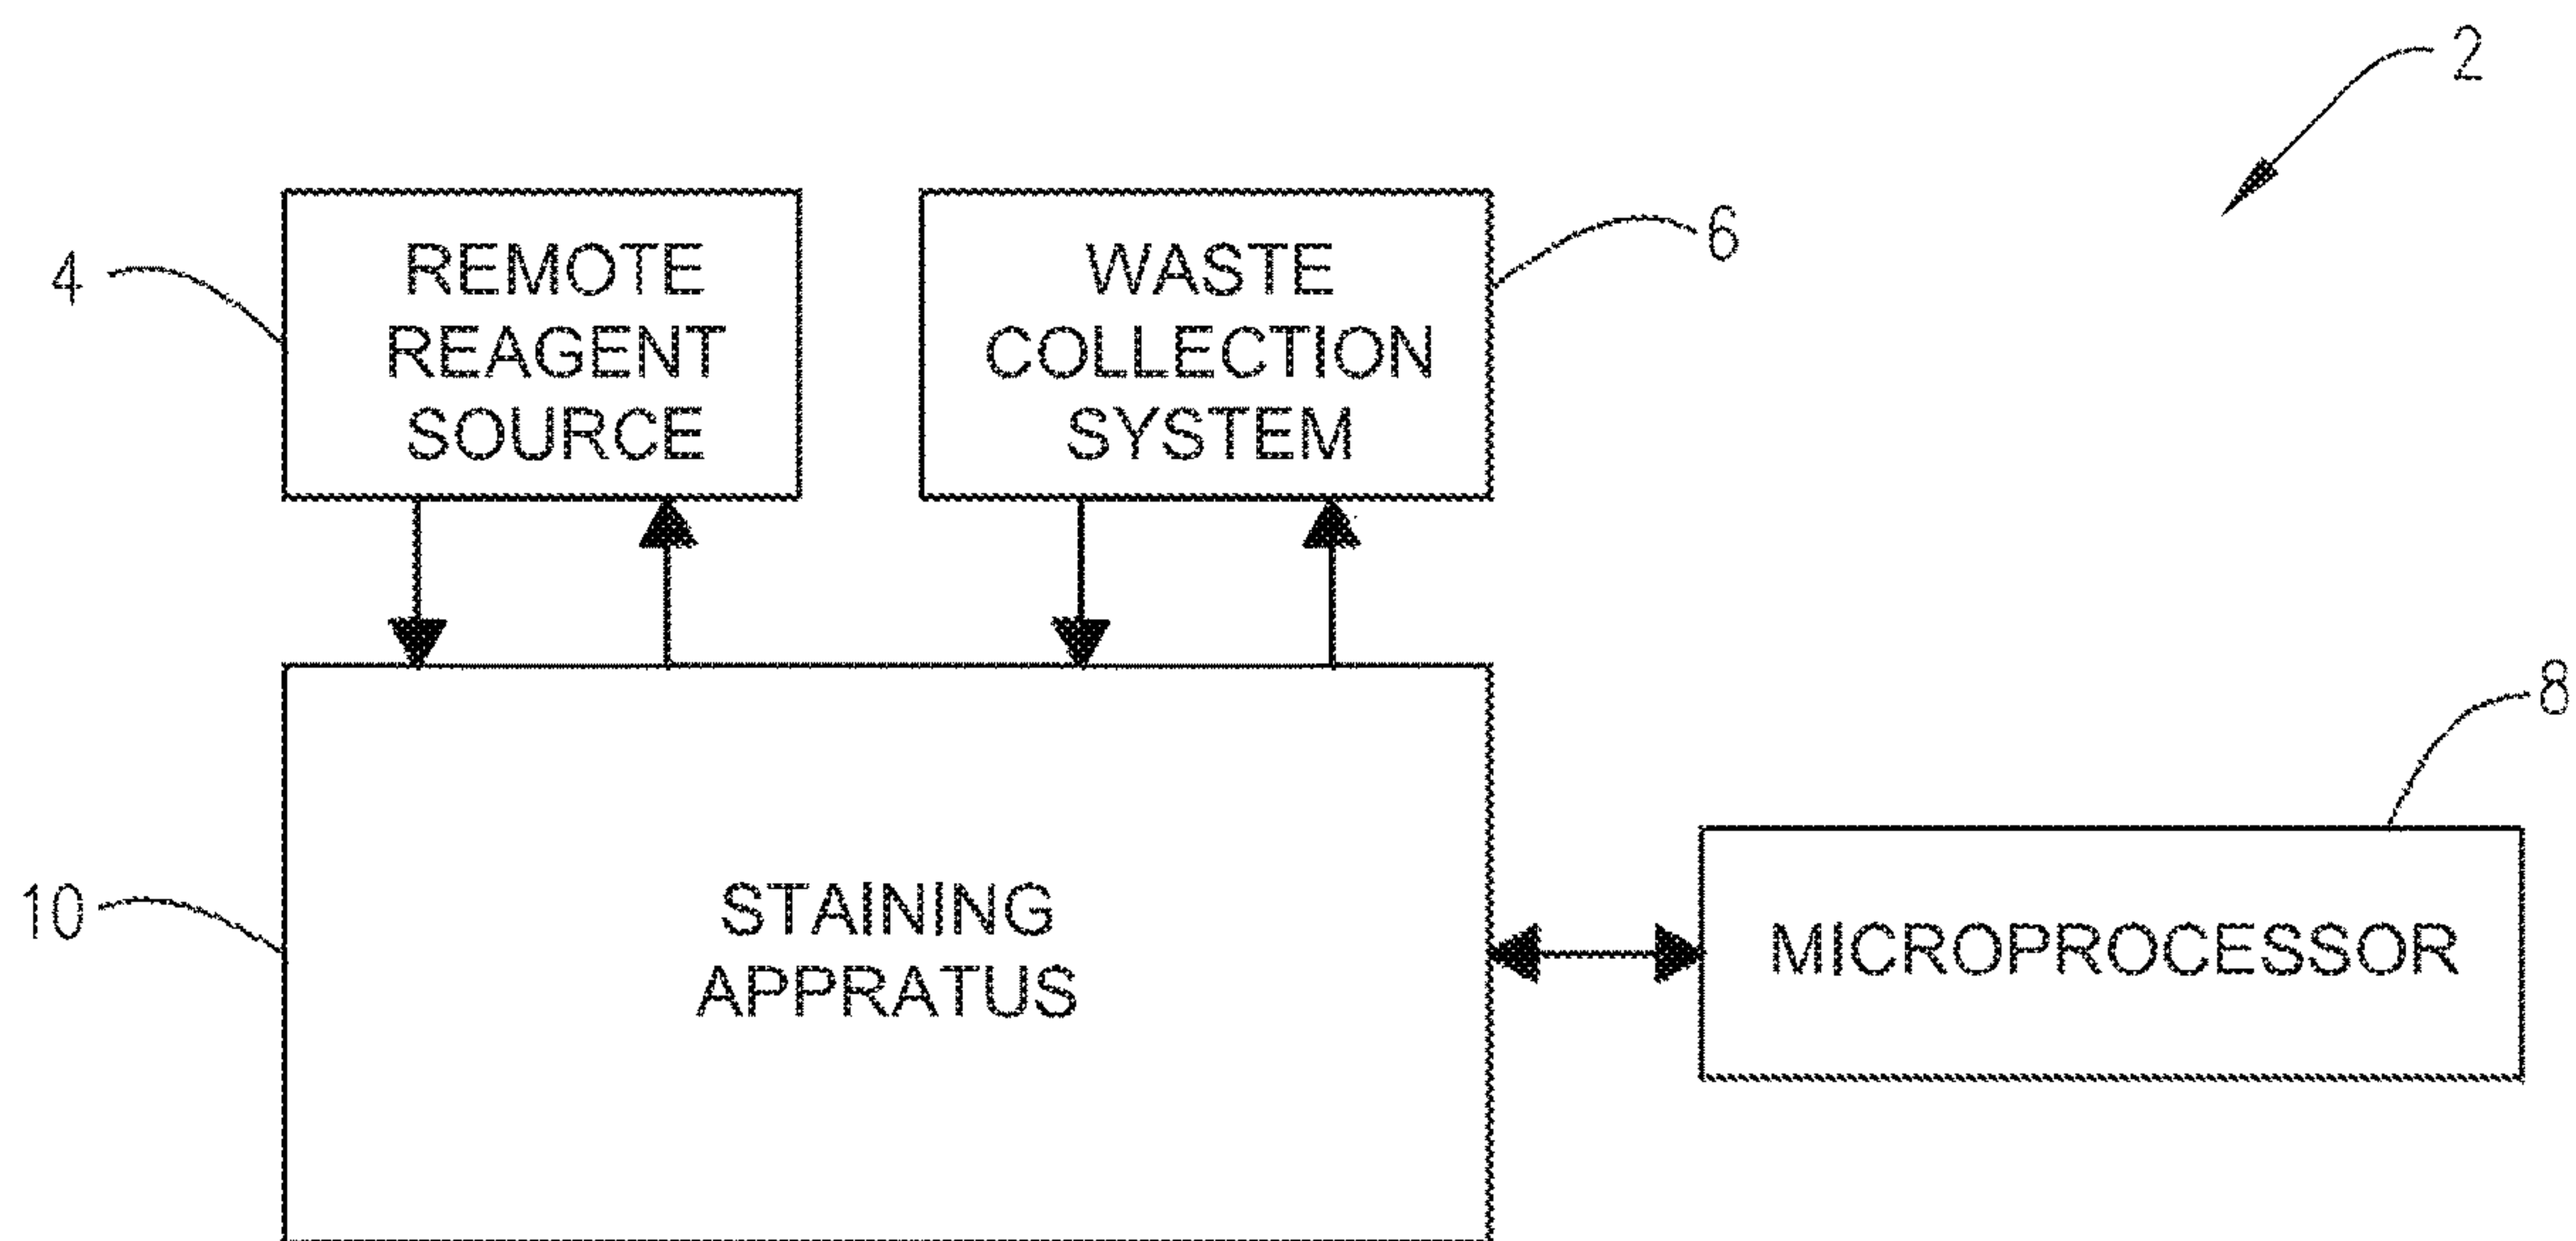 2
4
REMOTE
REAGENT
SOURCE
WASTE
COLLECTION
SYSTEM
6
8
10
STAINING
APPRATUS
MICROPROCESSOR